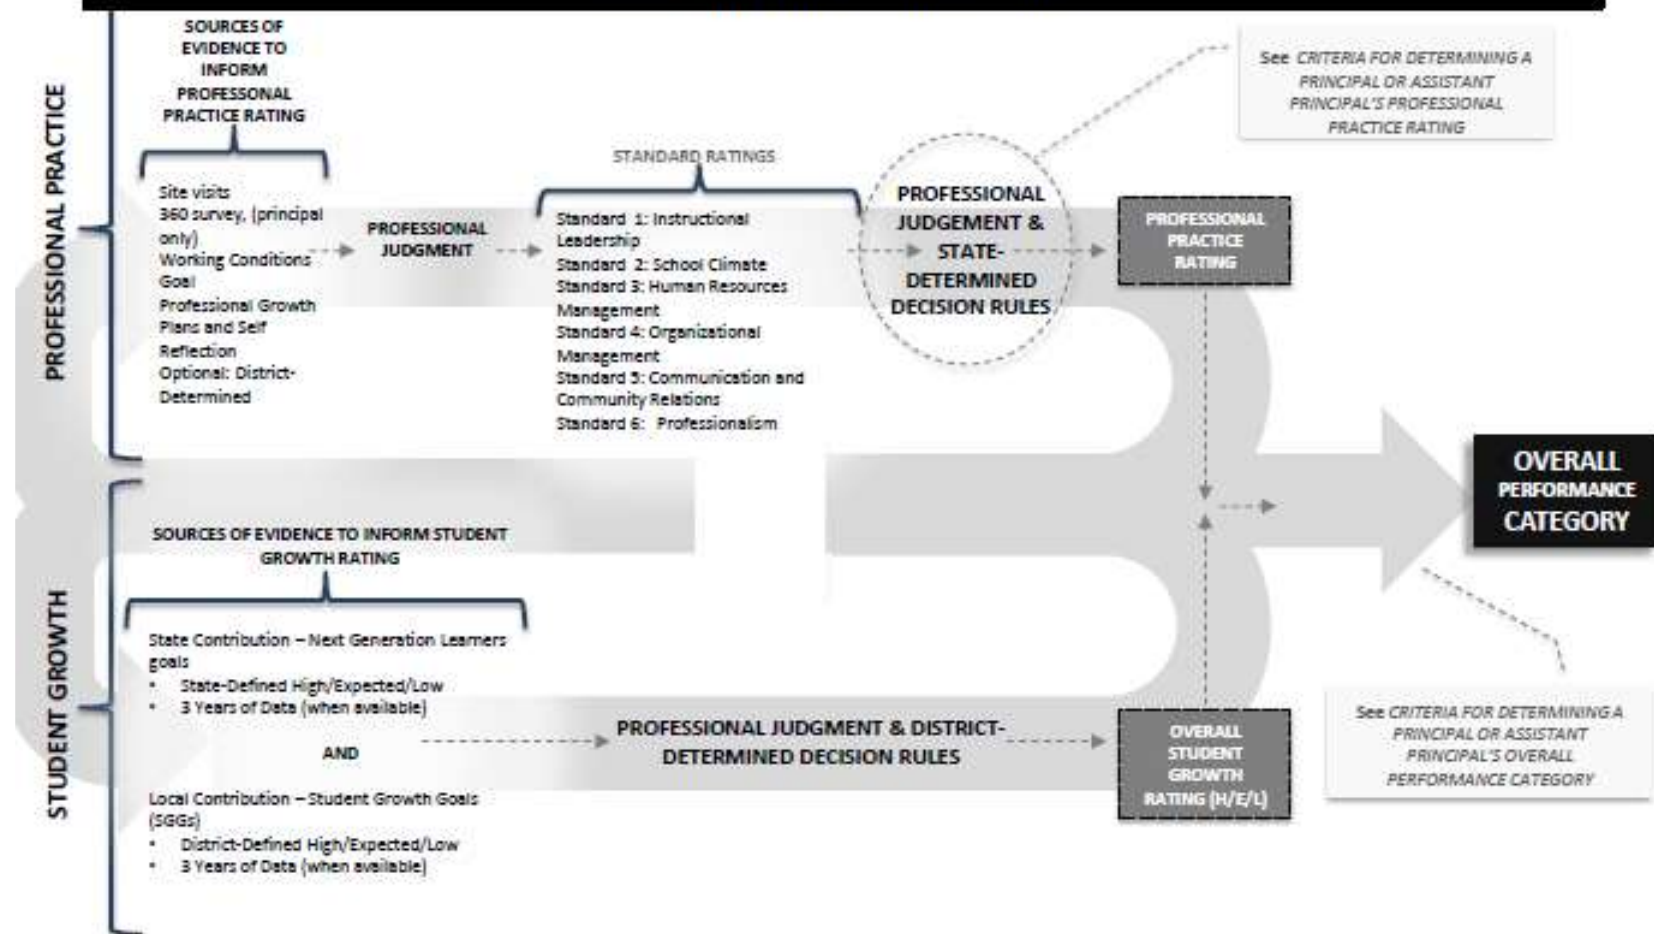 PROFESSIONAL PRACTICE
SOURCES OF
EVIDENCE TO
INFORM
PROFESSONAL
PRACTICE RATING
Site visits
360 survey, (principal
only)
Working Conditions
Goal
Professional Growth
Plans and Self
Reflection
Optional: District-
Determined
PROFESSIONAL
JUDGMENT
STANDARD RATINGS
Standard 1: Instructional
Leadership
Standard 2: School Climate
Standard 3: Human Resources
Management
Standard 4: Organizational
Management
Standard 5: Communication and
Community Relations
Standard 6: Professionalism
PROFESSIONAL
JUDGEMENT &
STATE-
DETERMINED
DECISION RULES
See CRITERIA FOR DETERMINING A
PRINCIPAL OR ASSISTANT
PRINCIPAL'S PROFESSIONAL
PRACTICE RATING
PROFESSIONAL
PRACTICE
RATING
OVERALL
PERFORMANCE
CATEGORY
STUDENT GROWTH
SOURCES OF EVIDENCE TO INFORM STUDENT
GROWTH RATING
State Contribution – Next Generation Learners
goals
• State-Defined High/Expected/Low
• 3 Years of Data (when available)
AND
Local Contribution – Student Growth Goals
(SGGs)
• District-Defined High/Expected/Low
• 3 Years of Data (when available)
PROFESSIONAL JUDGMENT & DISTRICT-
DETERMINED DECISION RULES
OVERALL
STUDENT
GROWTH
RATING (H/E/L)
See CRITERIA FOR DETERMINING A
PRINCIPAL OR ASSISTANT
PRINCIPAL'S OVERALL
PERFORMANCE CATEGORY